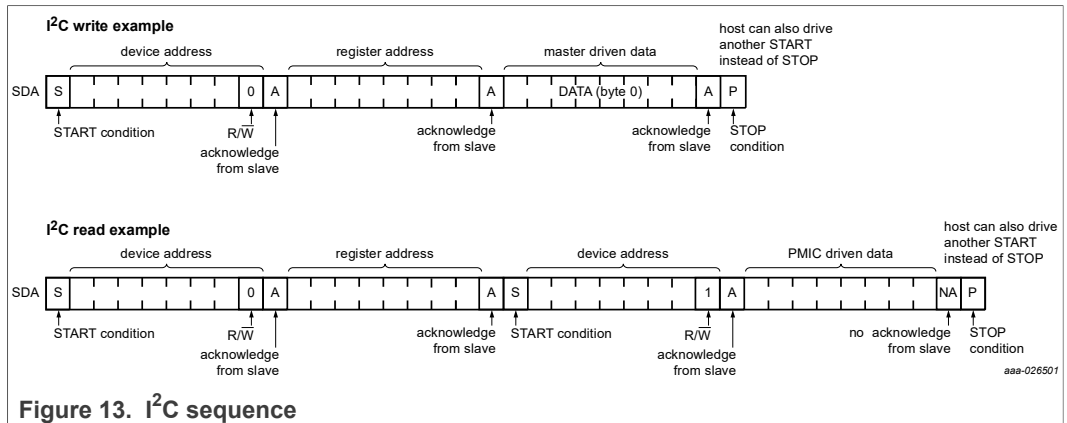 I²C write example
host can also drive
another START
instead of STOP
device address register address master driven data
SDA S 0 A A DATA (byte 0) A P
START condition R/W̅ acknowledge from slave acknowledge from slave acknowledge from slave STOP condition
I²C read example
host can also drive
another START
instead of STOP
device address register address device address PMIC driven data
SDA S 0 A A S 1 A NA P
START condition R/W̅ acknowledge from slave acknowledge from slave START condition R/W̅ acknowledge from slave no acknowledge from slave STOP condition
aaa-026501
Figure 13. I²C sequence